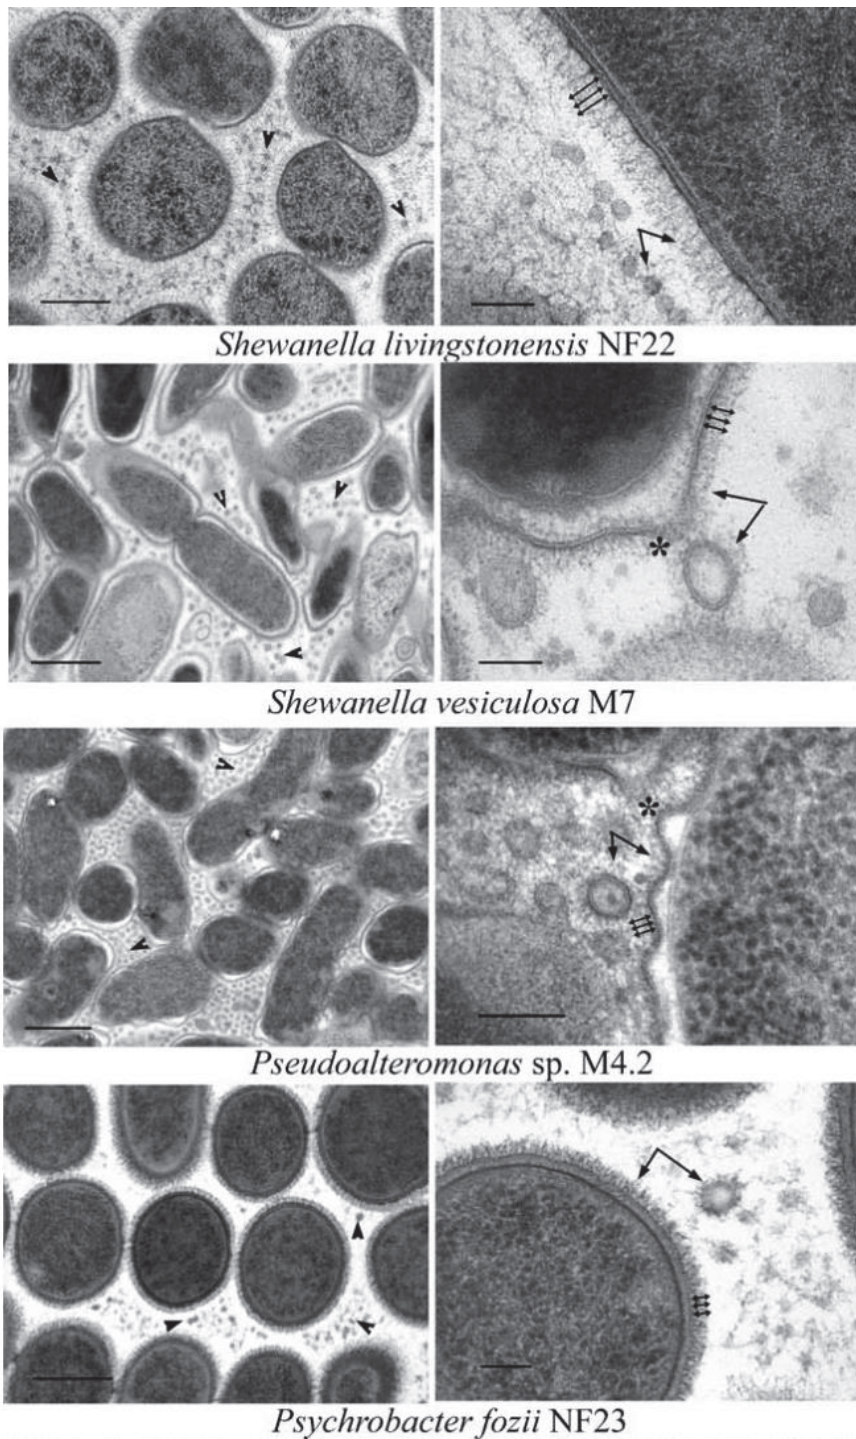 Shewanella livingstonensis NF22
Shewanella vesiculosa M7
Pseudoalteromonas sp. M4.2
Psychrobacter fozii NF23